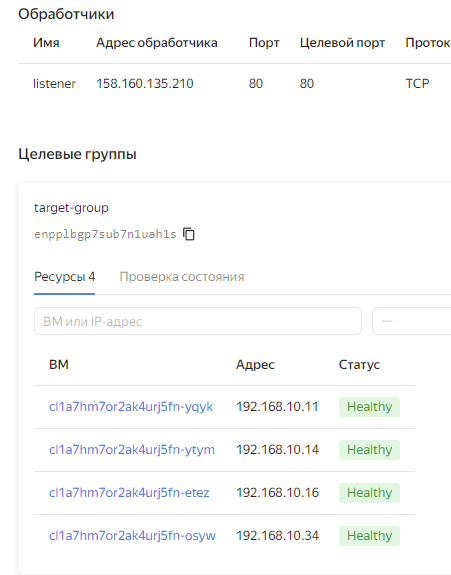 Обработчики
Имя Адрес обработчика Порт Целевой порт Проток
listener 158.160.135.210 80 80 TCP
Целевые группы
target-group
enpplbgp7sub7n1uah1s
Ресурсы 4 Проверка состояния
ВМ или IP-адрес —
ВМ Адрес Статус
cl1a7hm7or2ak4urj5fn-yqyk 192.168.10.11 Healthy
cl1a7hm7or2ak4urj5fn-ytym 192.168.10.14 Healthy
cl1a7hm7or2ak4urj5fn-etez 192.168.10.16 Healthy
cl1a7hm7or2ak4urj5fn-osyw 192.168.10.34 Healthy